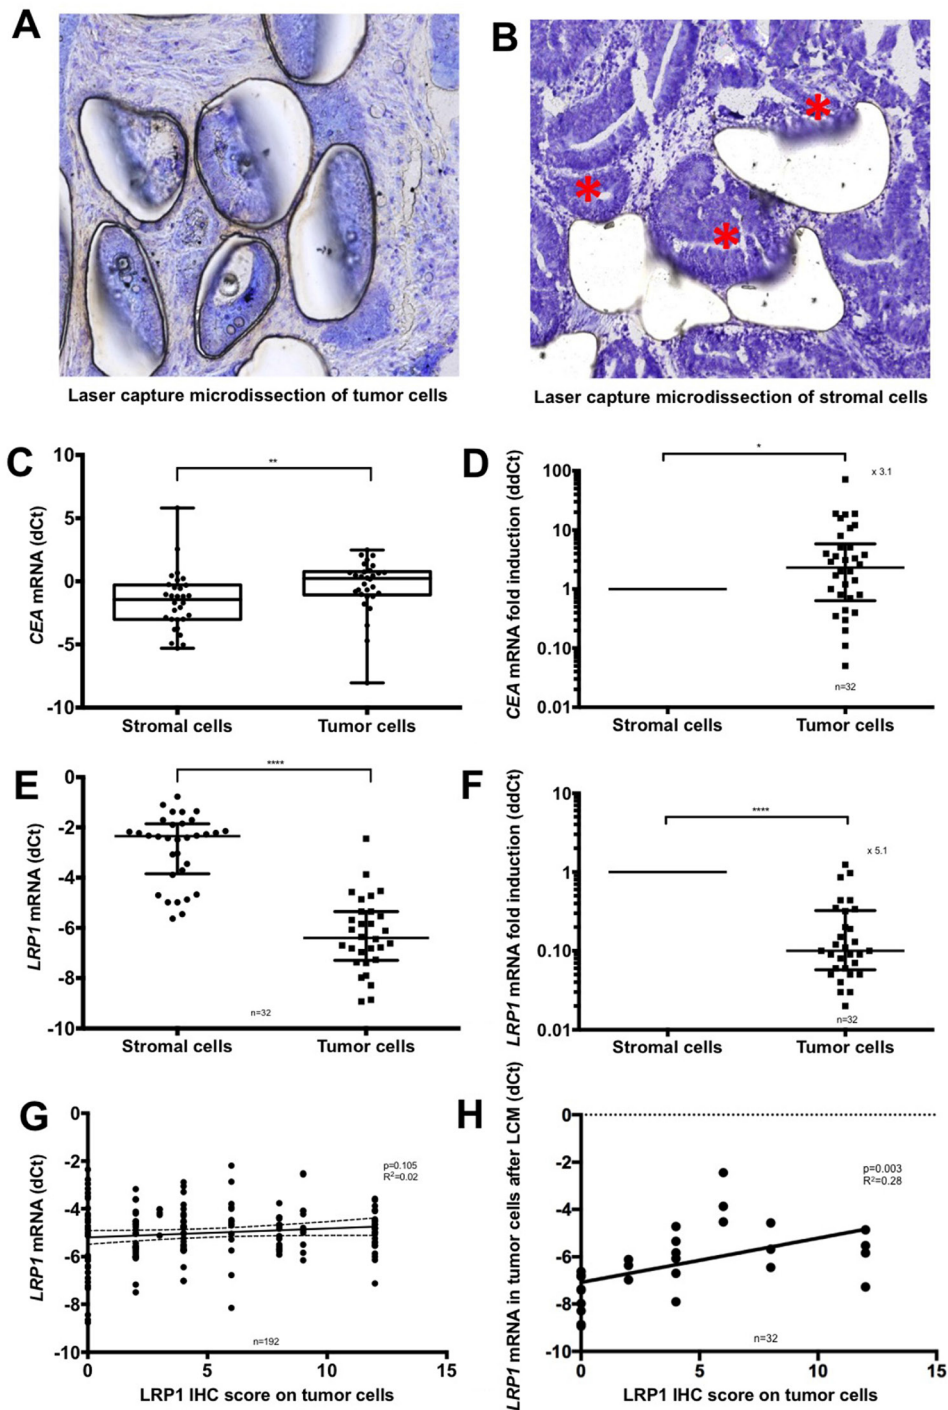 A
B
Laser capture microdissection of tumor cells
Laser capture microdissection of stromal cells
C
CEA mRNA (dCt)
10
5
0
-5
-10
**
Stromal cells
Tumor cells
D
CEA mRNA fold induction (ddCt)
100
10
1
0.10
0.01
*
x 3.1
n=32
Stromal cells
Tumor cells
E
LRP1 mRNA (dCt)
0
-2
-4
-6
-8
-10
****
n=32
Stromal cells
Tumor cells
F
LRP1 mRNA fold induction (ddCt)
10
1
0.10
0.01
****
x 5.1
n=32
Stromal cells
Tumor cells
G
LRP1 mRNA (dCt)
0
-2
-4
-6
-8
-10
p=0.105
R²=0.02
n=192
0
5
10
15
LRP1 IHC score on tumor cells
H
LRP1 mRNA in tumor cells after LCM (dCt)
0
-2
-4
-6
-8
-10
p=0.003
R²=0.28
n=32
0
5
10
15
LRP1 IHC score on tumor cells